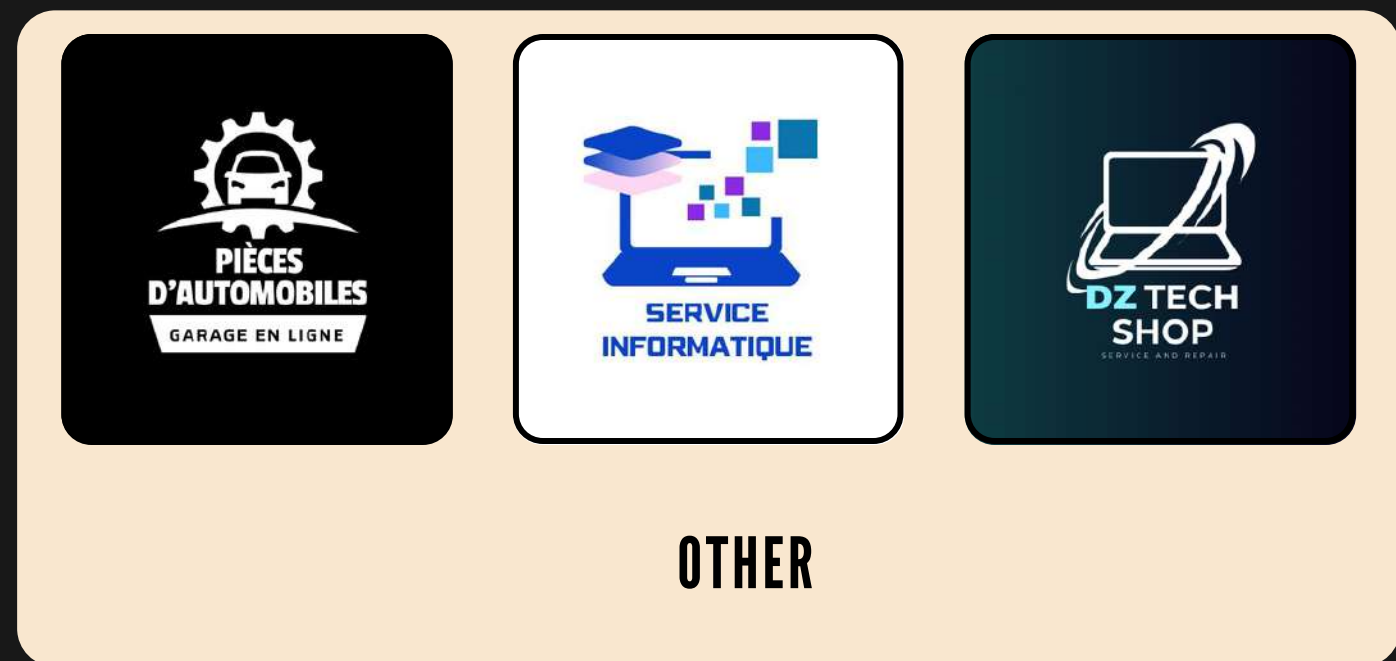 PIÈCES
D'AUTOMOBILES
GARAGE EN LIGNE
SERVICE
INFORMATIQUE
DZ TECH
SHOP
SERVICE AND REPAIR
OTHER